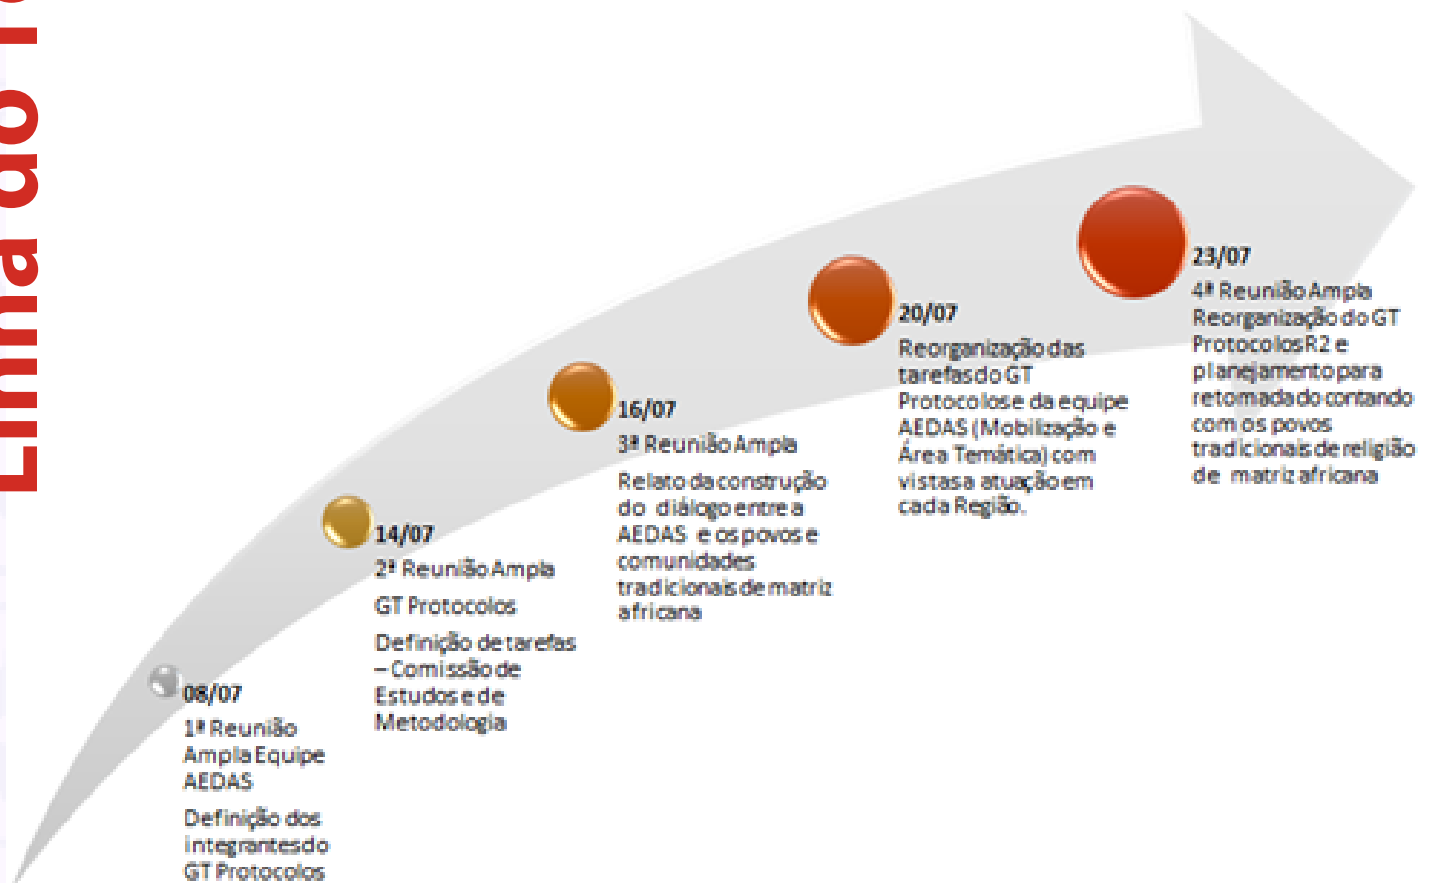 Linha do Te
08/07
1ª Reunião
Ampla Equipe
AEDAS
Definição dos
integrantes do
GT Protocolos
14/07
2ª Reunião Ampla
GT Protocolos
Definição de tarefas
– Comissão de
Estudos e de
Metodologia
16/07
3ª Reunião Ampla
Relato da construção
do diálogo entre a
AEDAS e os povos e
comunidades
tradicionais de matriz
africana
20/07
Reorganização das
tarefas do GT
Protocolos e da equipe
AEDAS (Mobilização e
Área Temática) com
vistas a atuação em
cada Região.
23/07
4ª Reunião Ampla
Reorganização do GT
Protocolos R2 e
planejamento para
retomada do contando
com os povos
tradicionais de religião
de matriz africana